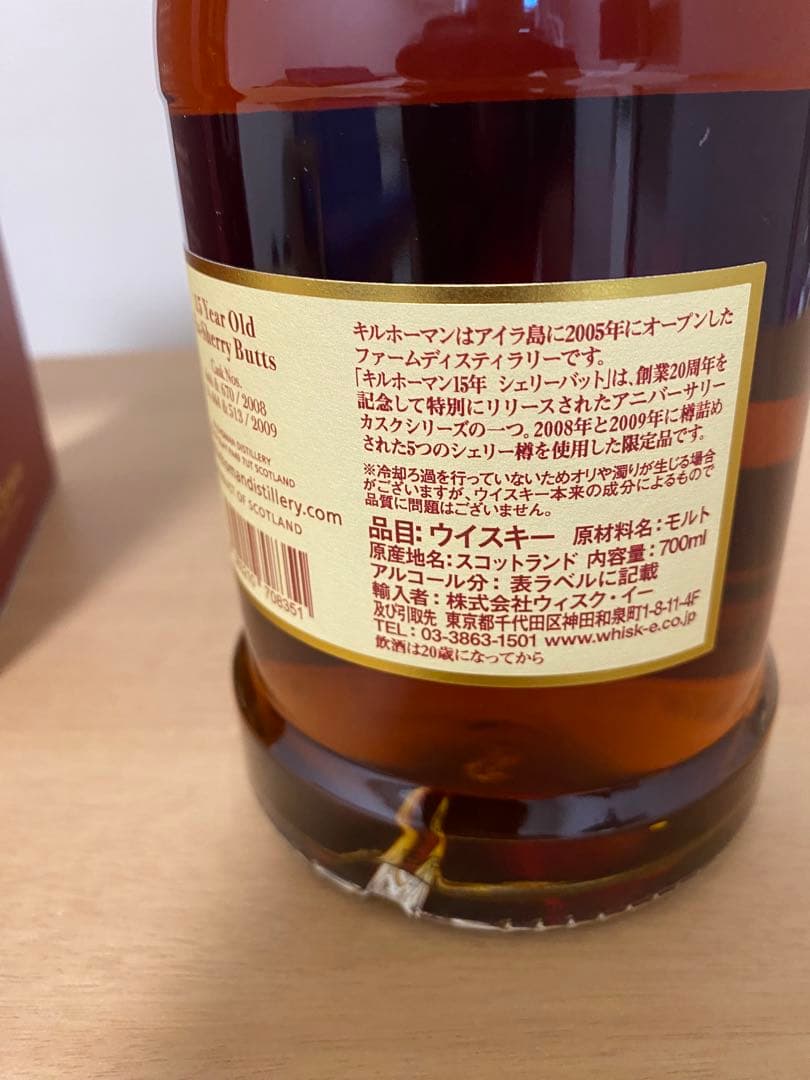 Year Old
Sherry Butts
Cask Nos.
670 / 2008
513 / 2009
DISTILLERY
SCOTLAND
mandistillery.com
OF SCOTLAND
708351
キルホーマンはアイラ島に2005年にオープンした
ファームディスティラリーです。
「キルホーマン15年 シェリーバット」は、創業20周年を
記念して特別にリリースされたアニバーサリー
カスクシリーズの一つ。2008年と2009年に樽詰め
された5つのシェリー樽を使用した限定品です。
※冷却ろ過を行っていないためオリや濁りが生じる場合
がございますが、ウイスキー本来の成分によるもので
品質に問題はございません。
品目：ウイスキー 原材料名：モルト
原産地名：スコットランド 内容量：700ml
アルコール分：表ラベルに記載
輸入者：株式会社ウィスク・イー
及び引取先 東京都千代田区神田和泉町1-8-11-4F
TEL：03-3863-1501 www.whisk-e.co.jp
飲酒は20歳になってから